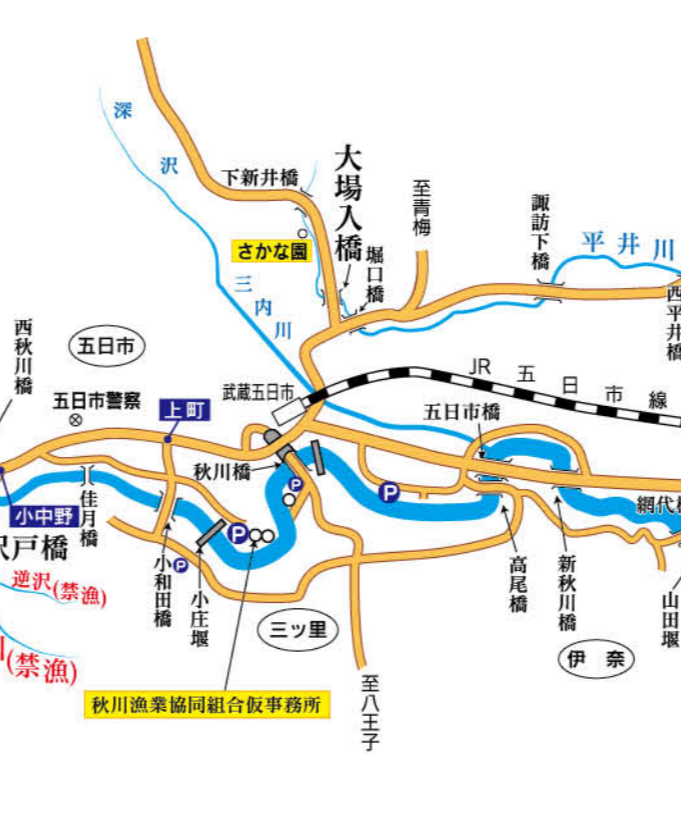 深沢
三内川
下新井橋
大場入橋
さかな園
堀口橋
至青梅
諏訪下橋
平井川
西平井橋
西秋川橋
五日市
五日市警察
上町
武蔵五日市
JR五日市線
五日市橋
秋川橋
P
P
P
P
小中野
佳月橋
沢戸橋
網代橋
逆沢(禁漁)
川(禁漁)
小和田橋
小庄堰
高尾橋
新秋川橋
山田堰
三ッ里
伊奈
秋川漁業協同組合仮事務所
至八王子